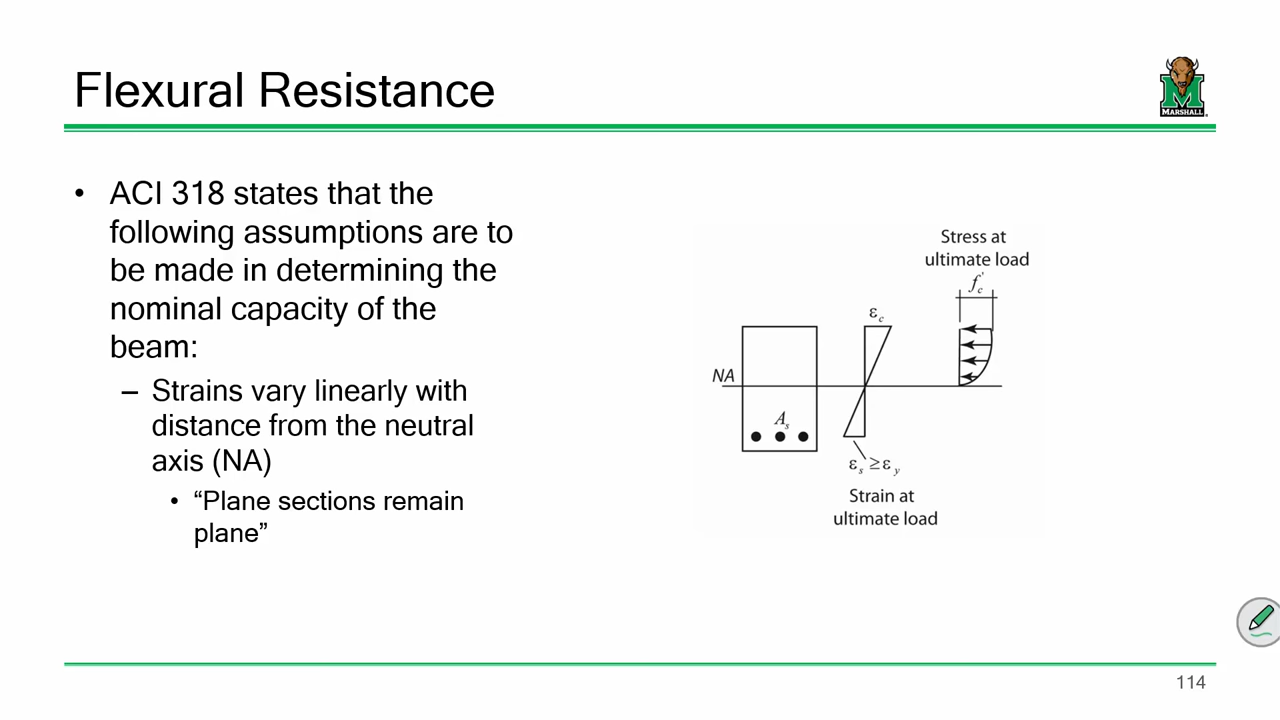 Flexural Resistance
MARSHALL
• ACI 318 states that the
following assumptions are to
be made in determining the
nominal capacity of the
beam:
– Strains vary linearly with
distance from the neutral
axis (NA)
• “Plane sections remain
plane”
Stress at
ultimate load
f'c
εc
NA
As
εs ≥ εy
Strain at
ultimate load
114